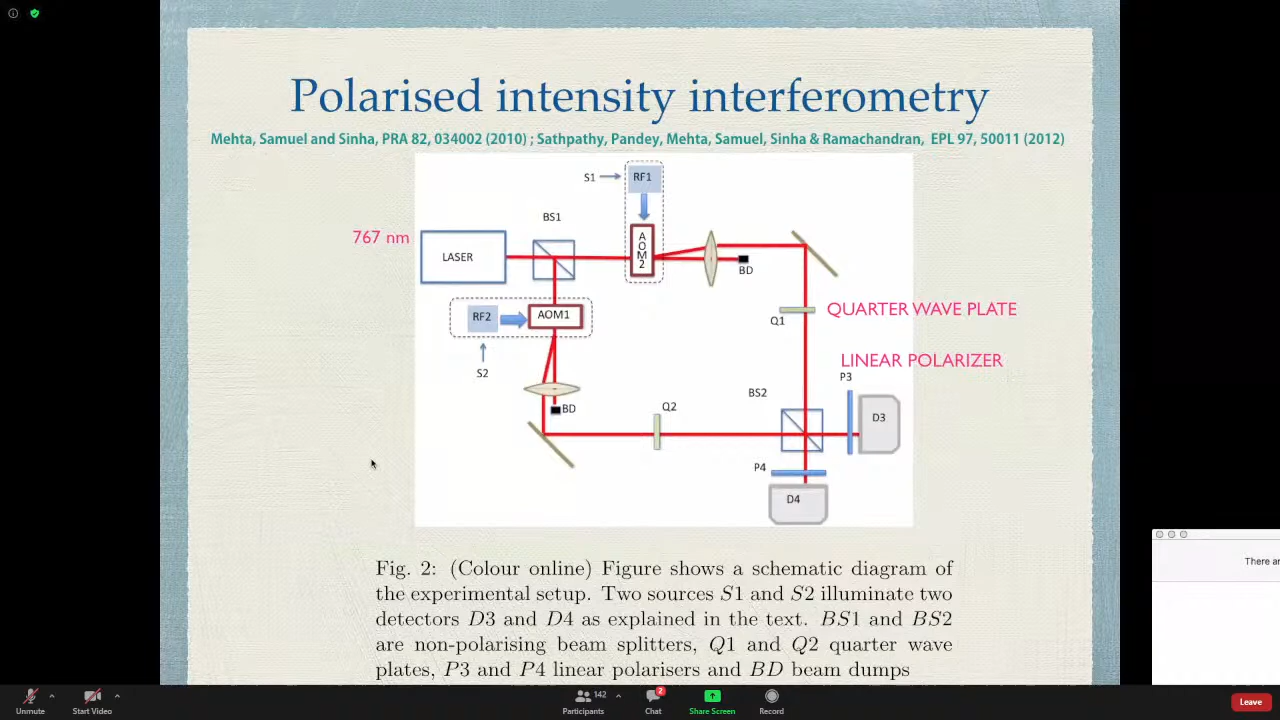 Polarised intensity interferometry
Mehta, Samuel and Sinha, PRA 82, 034002 (2010) ; Sathpathy, Pandey, Mehta, Samuel, Sinha & Ramachandran, EPL 97, 50011 (2012)
S1
RF1
BS1
767 nm
LASER
AOM2
BD
RF2
AOM1
Q1
QUARTER WAVE PLATE
S2
LINEAR POLARIZER
P3
BS2
BD
Q2
D3
P4
D4
Fig. 2: (Colour online) Figure shows a schematic diagram of
the experimental setup. Two sources S1 and S2 illuminate two
detectors D3 and D4 as explained in the text. BS1 and BS2
are non-polarising beam splitters, Q1 and Q2 quarter wave
plates, P3 and P4 linear polarisers and BD beam dumps
There ar
Unmute
Start Video
142
Participants
2
Chat
Share Screen
Record
Leave